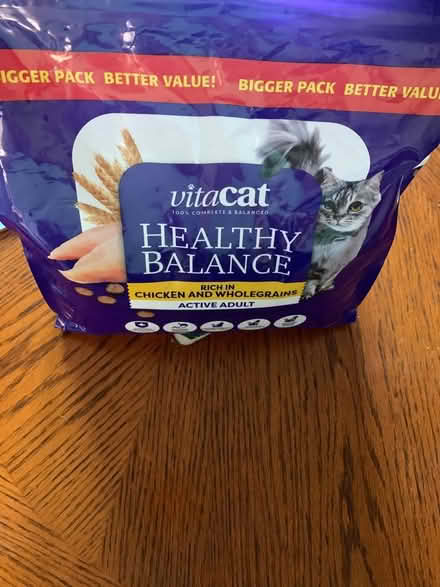 IGGER PACK BETTER VALUE! BIGGER PACK BETTER VALU
vitacat
100% COMPLETE & BALANCED
HEALTHY
BALANCE
RICH IN
CHICKEN AND WHOLEGRAINS
ACTIVE ADULT